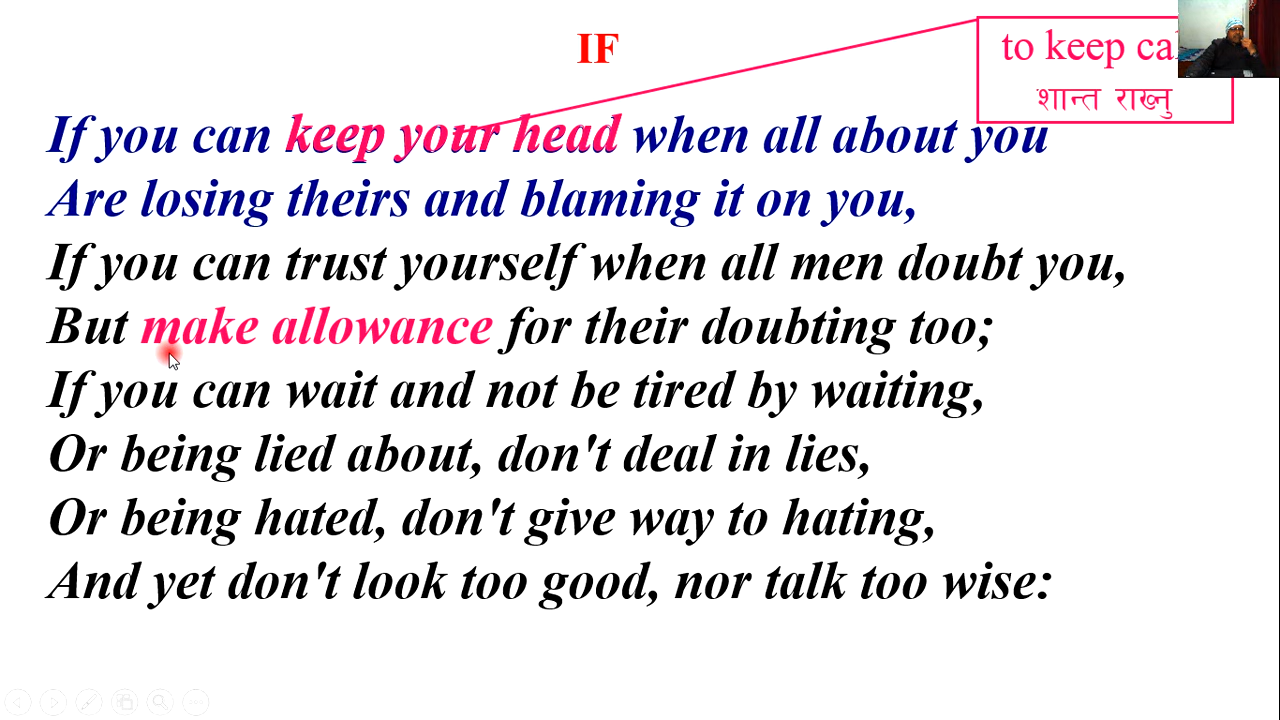 IF
to keep
शान्त राख्नु
If you can keep your head when all about you
Are losing theirs and blaming it on you,
If you can trust yourself when all men doubt you,
But make allowance for their doubting too;
If you can wait and not be tired by waiting,
Or being lied about, don't deal in lies,
Or being hated, don't give way to hating,
And yet don't look too good, nor talk too wise: